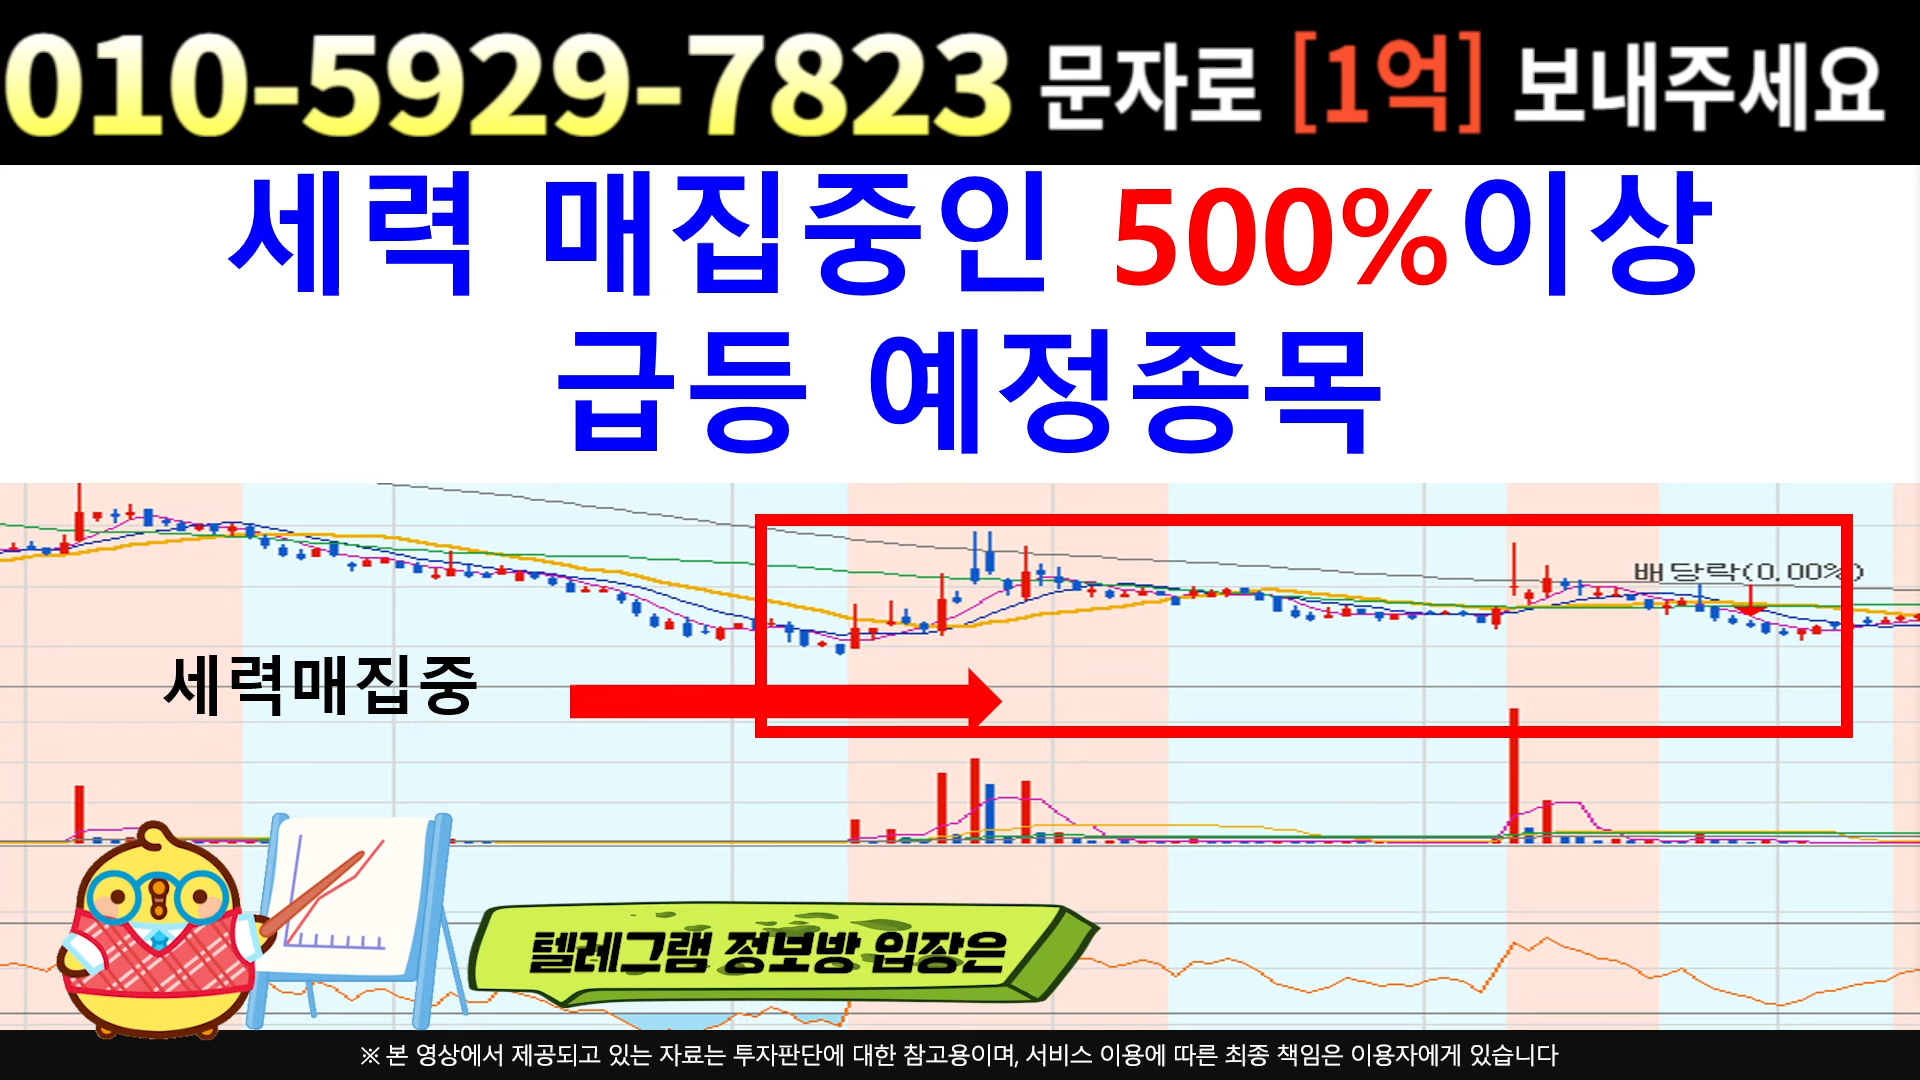 010-5929-7823 문자로 [1억] 보내주세요
세력 매집중인 500%이상
급등 예정종목
배당락(0.00%)
세력매집중
텔레그램 정보방 입장은
※ 본 영상에서 제공되고 있는 자료는 투자판단에 대한 참고용이며, 서비스 이용에 따른 최종 책임은 이용자에게 있습니다